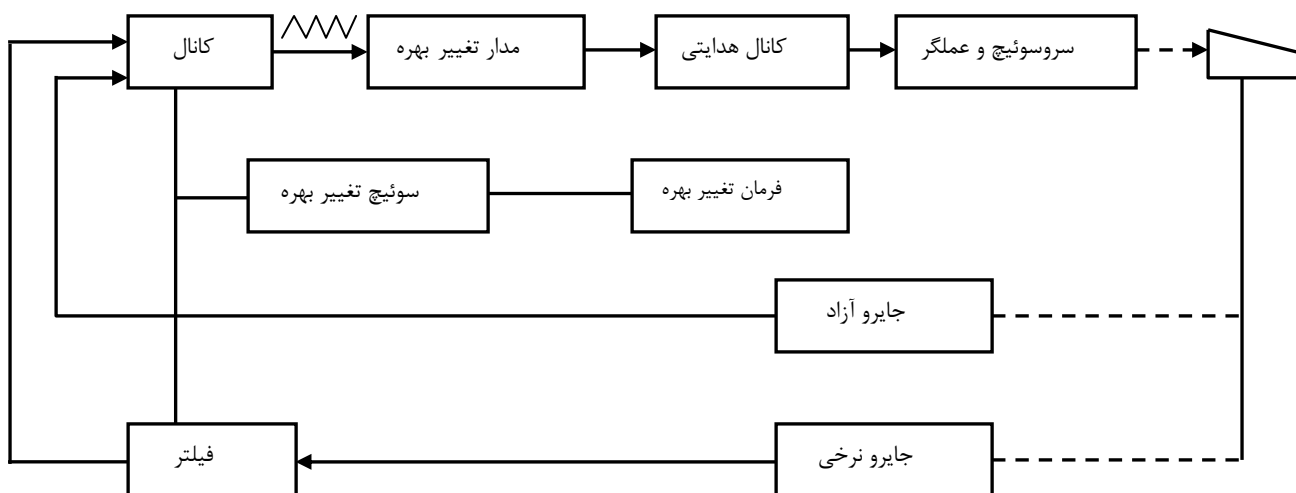 کانال
مدار تغییر بهره
کانال هدایتی
سروسوئیچ و عملگر
سوئیچ تغییر بهره
فرمان تغییر بهره
جایرو آزاد
فیلتر
جایرو نرخی